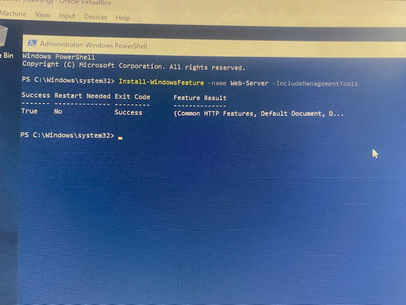 Oracle VirtualBox
Machine View Input Devices Help
Bin
Administrator: Windows PowerShell
Windows PowerShell
Copyright (C) Microsoft Corporation. All rights reserved.
PS C:\Windows\system32> Install-WindowsFeature -name Web-Server -IncludeManagementTools
Success Restart Needed Exit Code Feature Result
------- -------------- --------- --------------
True No Success {Common HTTP Features, Default Document, D...
PS C:\Windows\system32>